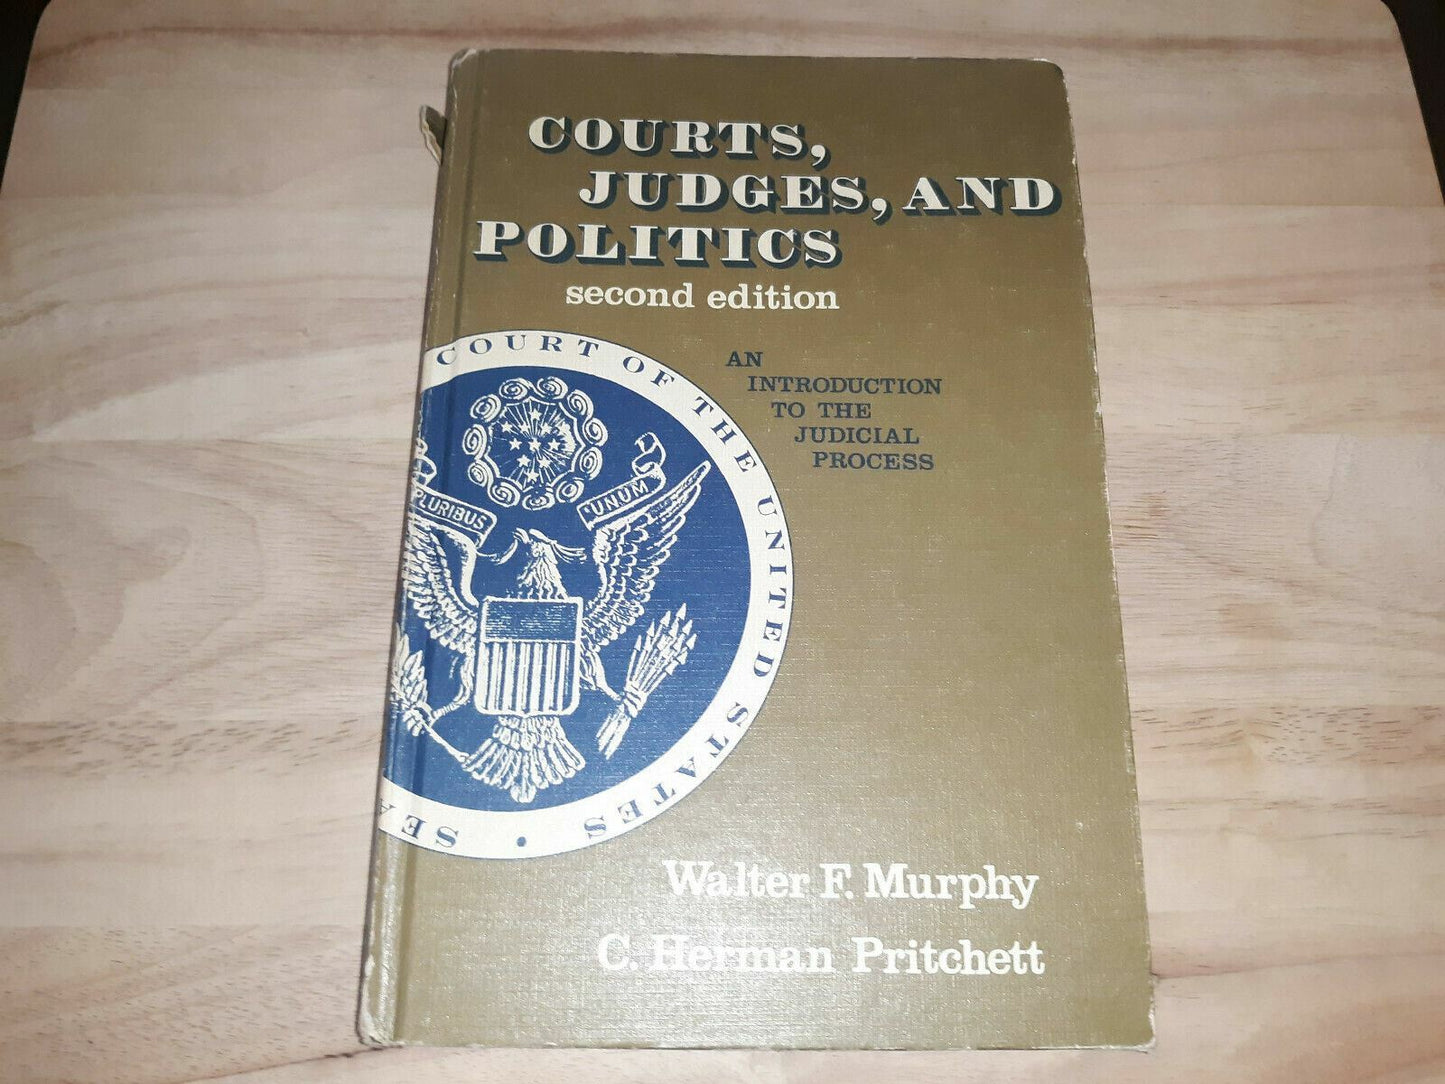 COURTS,
JUDGES, AND
POLITICS
second edition
AN
INTRODUCTION
TO THE
JUDICIAL
PROCESS
COURT OF THE UNITED STATES • SEA
PLURIBUS
UNUM
Walter F. Murphy
C. Herman Pritchett